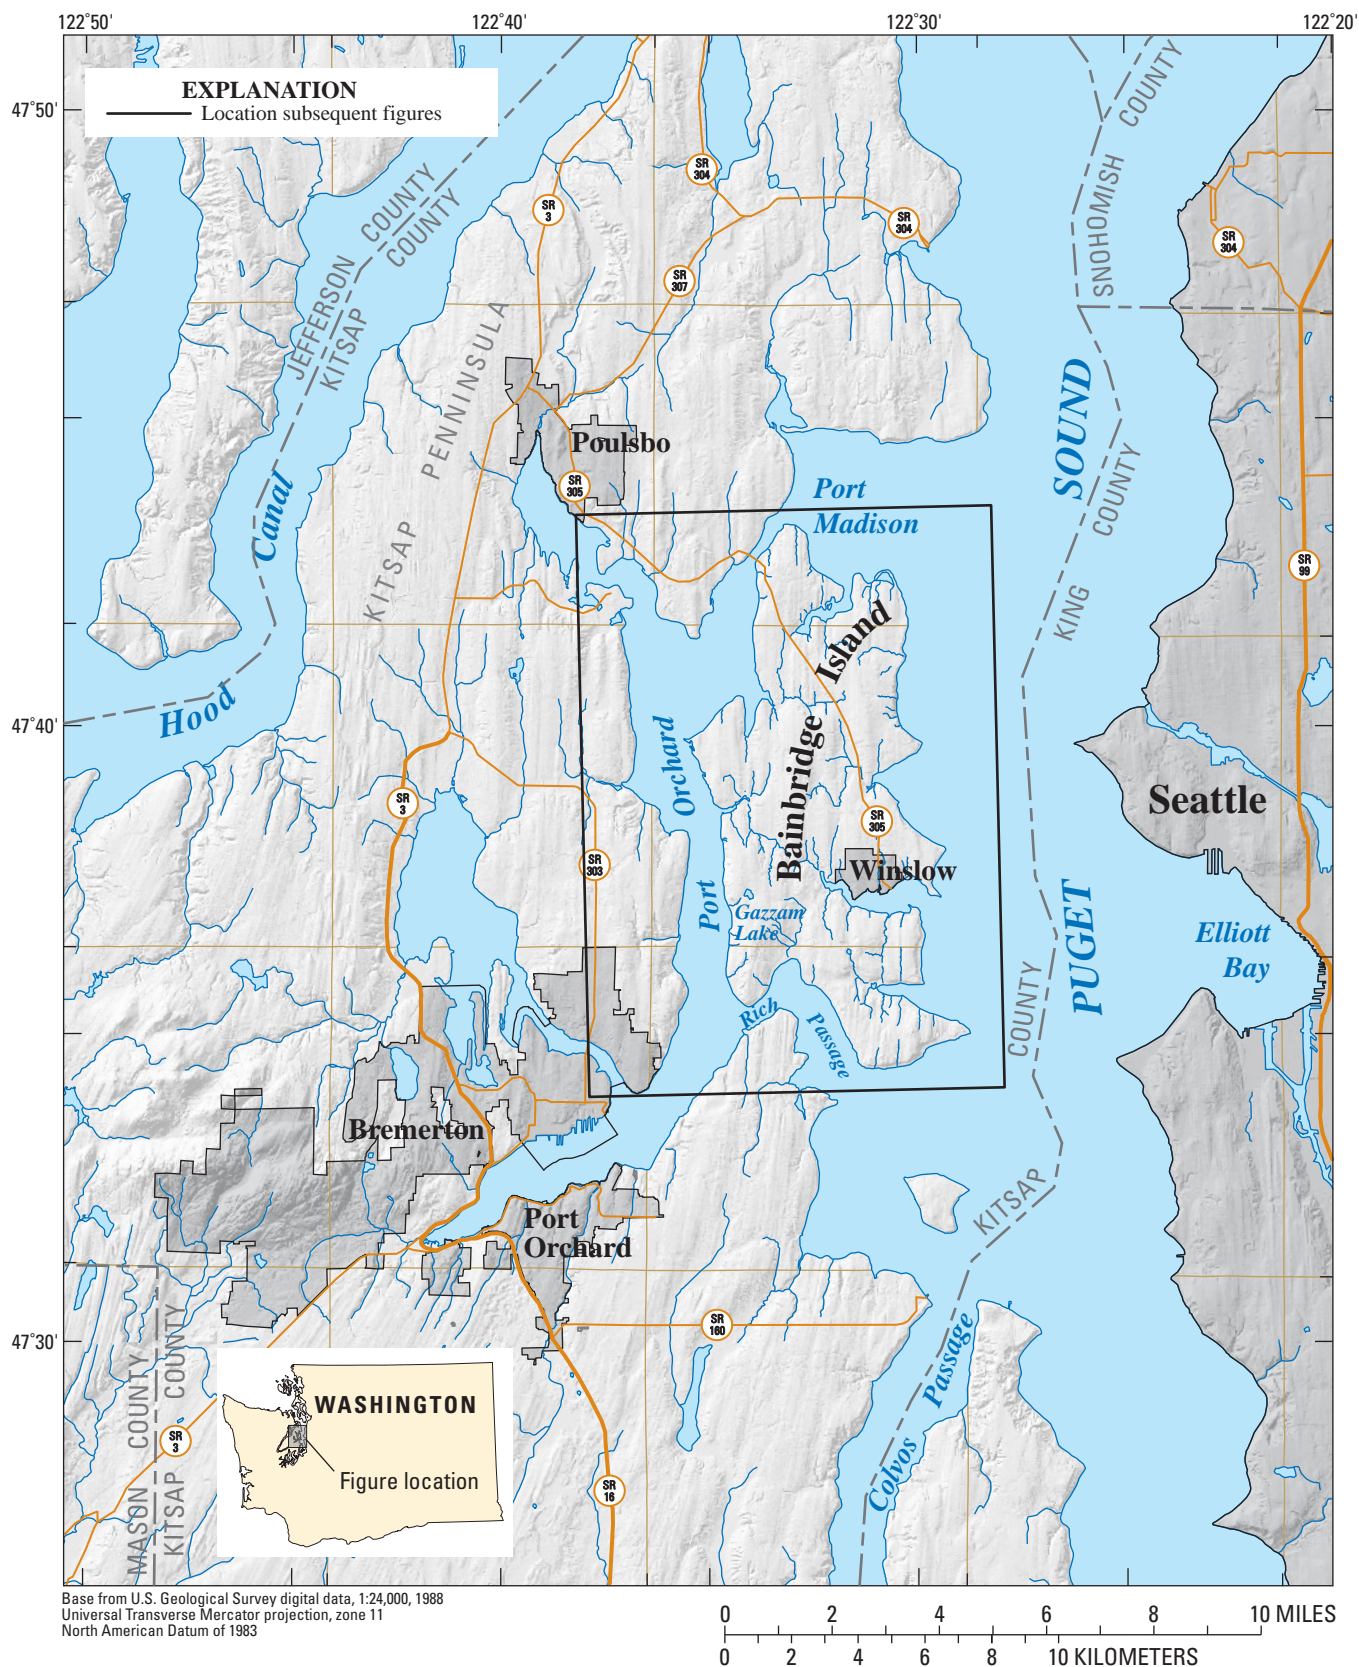 122˚50'
122˚40'
122˚30'
122˚20'
47˚50'
47˚40'
47˚30'
EXPLANATION
Location subsequent figures
SNOHOMISH COUNTY
JEFFERSON COUNTY
KITSAP COUNTY
SR
304
SR
3
SR
304
SR
304
SR
307
KITSAP PENNINSULA
Poulsbo
SR
305
Port
Madison
PUGET SOUND
KING COUNTY
SR
99
Hood Canal
Bainbridge Island
Port Orchard
SR
3
SR
303
SR
305
Winslow
Seattle
Gazzam
Lake
Elliott
Bay
Rich Passage
KITSAP COUNTY
Bremerton
Port
Orchard
SR
160
Colvos Passage
MASON COUNTY
KITSAP COUNTY
SR
3
SR
16
WASHINGTON
Figure location
Base from U.S. Geological Survey digital data, 1:24,000, 1988
Universal Transverse Mercator projection, zone 11
North American Datum of 1983
0 2 4 6 8 10 MILES
0 2 4 6 8 10 KILOMETERS